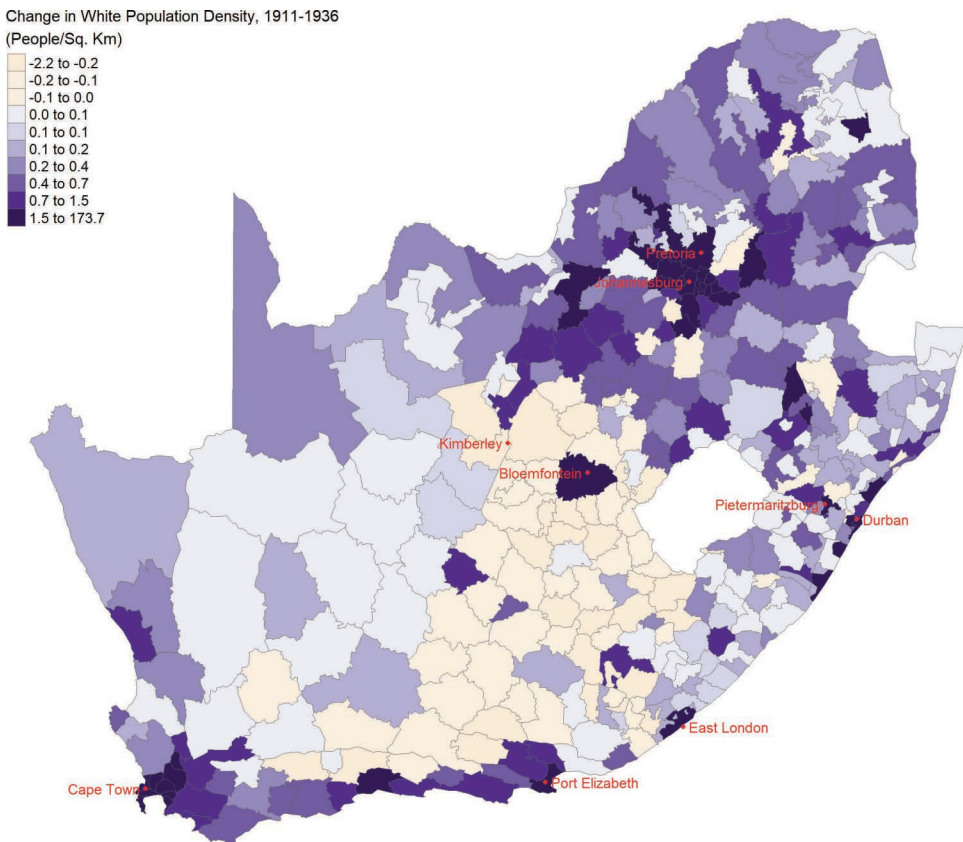 Change in White Population Density, 1911-1936
(People/Sq. Km)
-2.2 to -0.2
-0.2 to -0.1
-0.1 to 0.0
0.0 to 0.1
0.1 to 0.1
0.1 to 0.2
0.2 to 0.4
0.4 to 0.7
0.7 to 1.5
1.5 to 173.7
Pretoria
Johannesburg
Kimberley
Bloemfontein
Pietermaritzburg
Durban
East London
Port Elizabeth
Cape Town